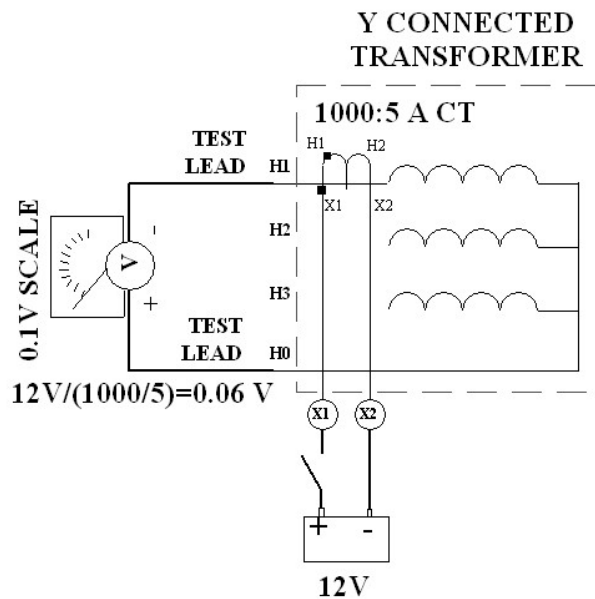 Y CONNECTED
TRANSFORMER
1000:5 A CT
TEST
LEAD
H1
H1
H2
X1
X2
H2
H3
0.1V SCALE
-
V
+
TEST
LEAD
H0
12V/(1000/5)=0.06 V
X1
X2
+
-
12V